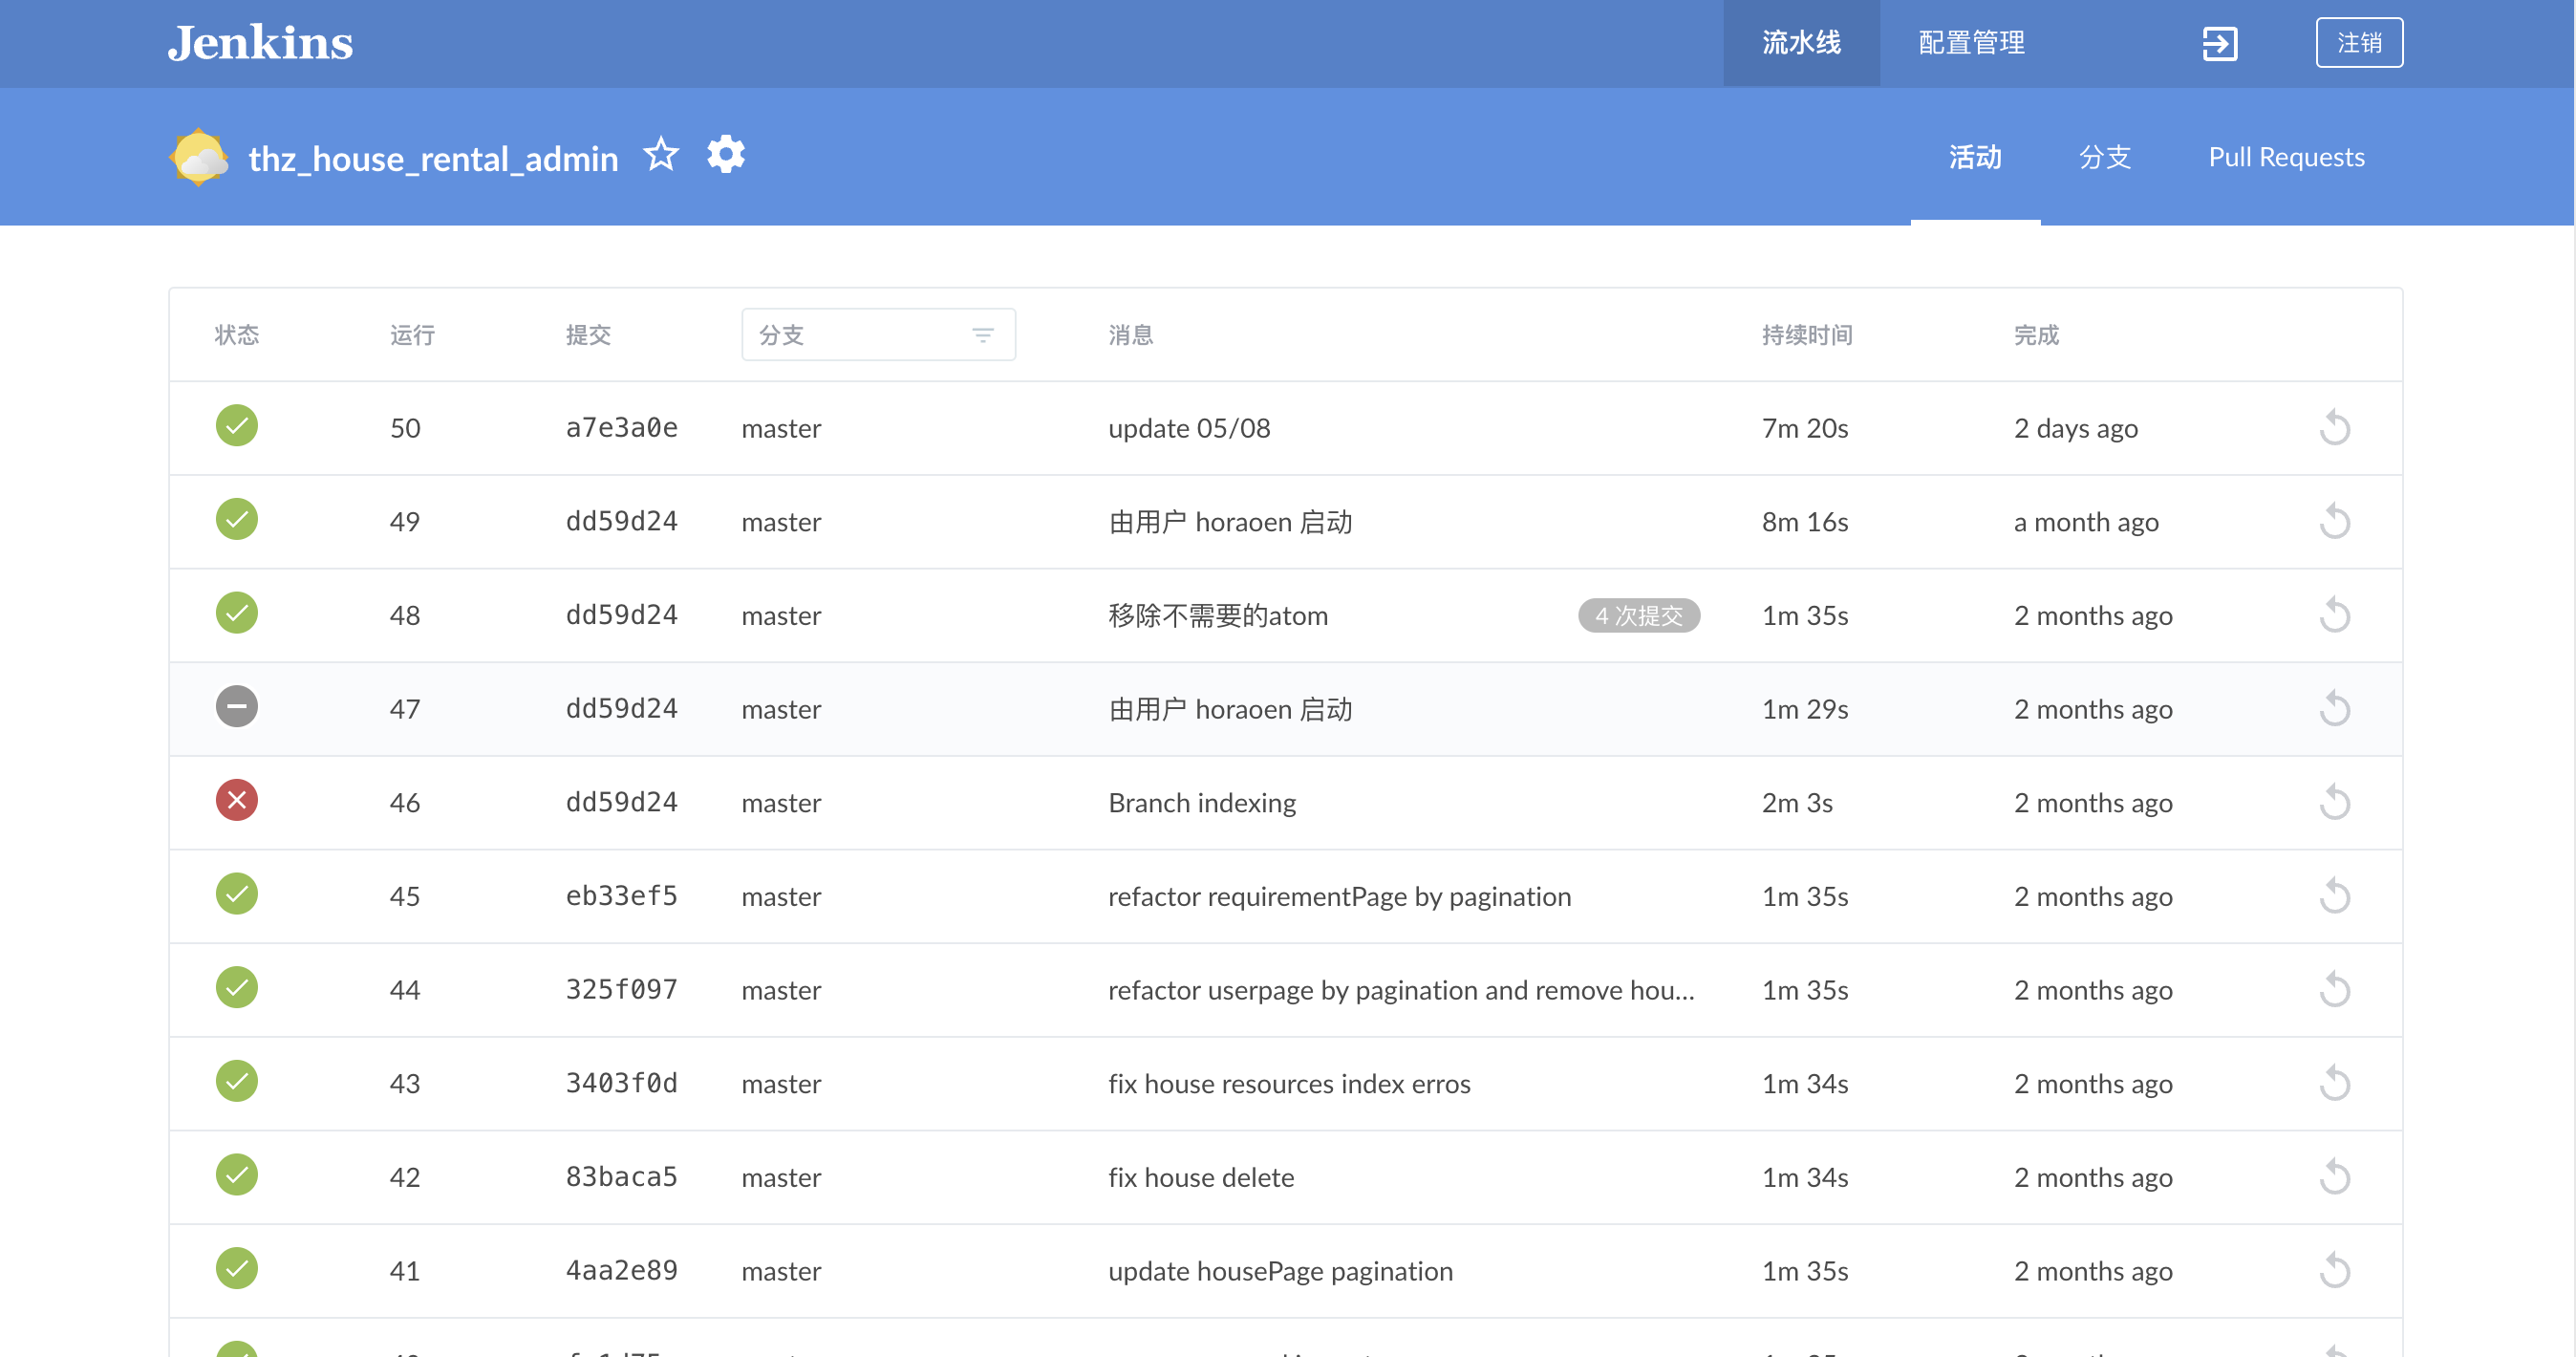 Jenkins 流水线 配置管理 注销
thz_house_rental_admin 活动 分支 Pull Requests
状态 运行 提交 分支 消息 持续时间 完成
50 a7e3a0e master update 05/08 7m 20s 2 days ago
49 dd59d24 master 由用户 horaoen 启动 8m 16s a month ago
48 dd59d24 master 移除不需要的atom 4 次提交 1m 35s 2 months ago
47 dd59d24 master 由用户 horaoen 启动 1m 29s 2 months ago
46 dd59d24 master Branch indexing 2m 3s 2 months ago
45 eb33ef5 master refactor requirementPage by pagination 1m 35s 2 months ago
44 325f097 master refactor userpage by pagination and remove hou... 1m 35s 2 months ago
43 3403f0d master fix house resources index erros 1m 34s 2 months ago
42 83baca5 master fix house delete 1m 34s 2 months ago
41 4aa2e89 master update housePage pagination 1m 35s 2 months ago